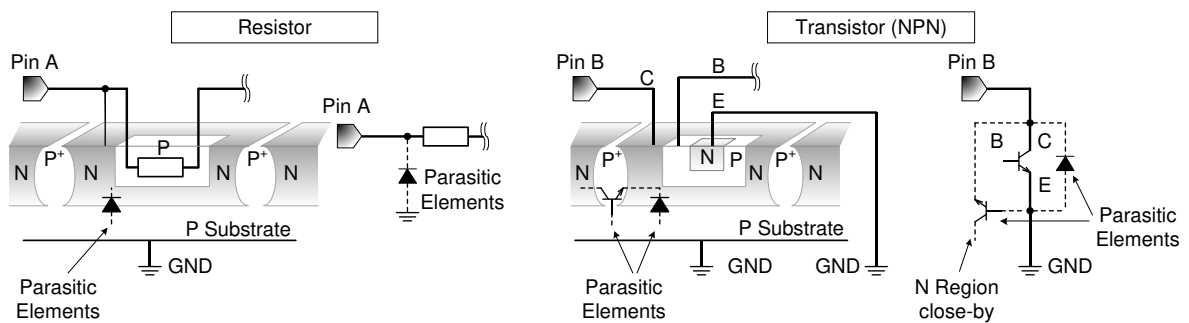 Resistor
Transistor (NPN)
Pin A
Pin A
N
P+
N
P
N
P+
N
Parasitic
Elements
P Substrate
GND
Parasitic
Elements
Pin B
C
B
E
N
P+
N
N
P
N
P+
N
P Substrate
GND
GND
Parasitic
Elements
Pin B
B
C
E
Parasitic
Elements
GND
N Region
close-by